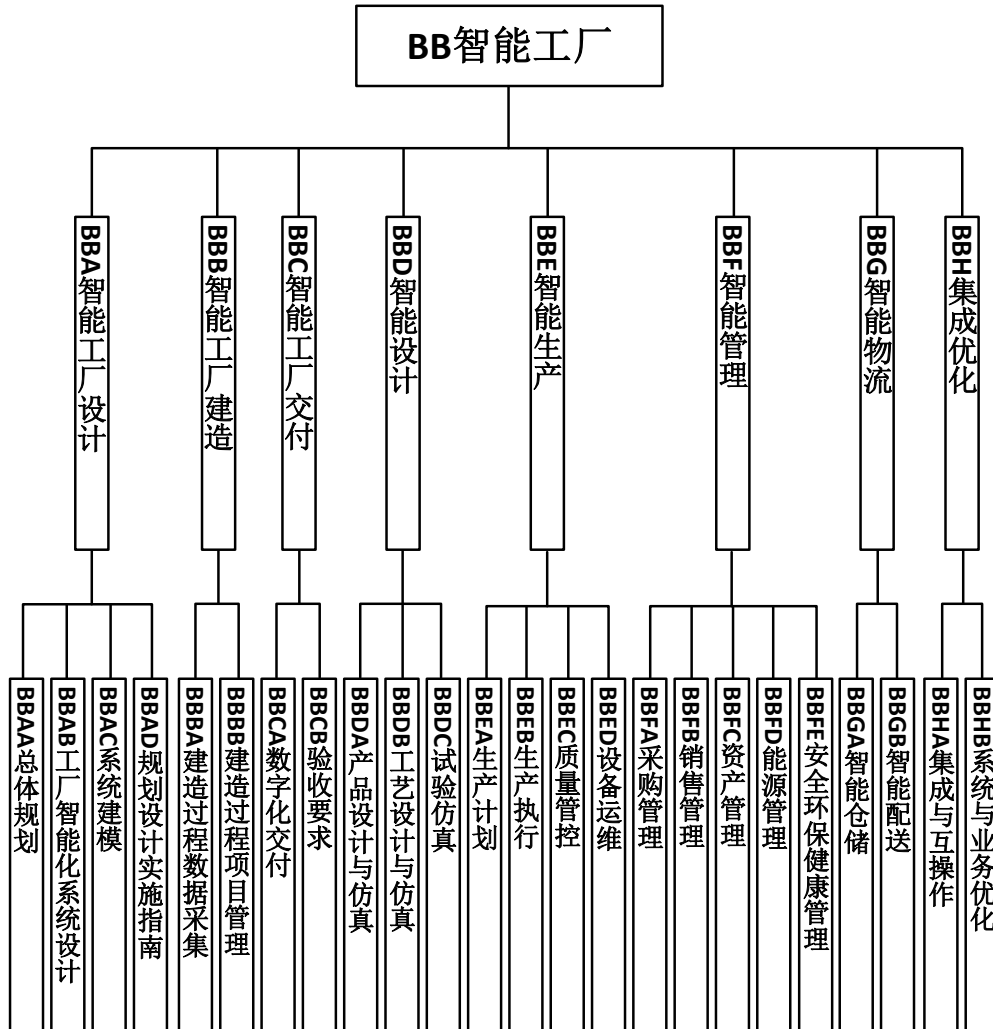 BB智能工厂
BBA智能工厂设计
BBB智能工厂建造
BBC智能工厂交付
BBD智能设计
BBE智能生产
BBF智能管理
BBG智能物流
BBH集成优化
BBAA总体规划
BBAB工厂智能化系统设计
BBAC系统建模
BBAD规划设计实施指南
BBBA建造过程数据采集
BBBB建造过程项目管理
BBCA数字化交付
BBCB验收要求
BBDA产品设计与仿真
BBDB工艺设计与仿真
BBDC试验仿真
BBEA生产计划
BBEB生产执行
BBEC质量管控
BBED设备运维
BBFA采购管理
BBFB销售管理
BBFC资产管理
BBFD能源管理
BBFE安全环保健康管理
BBGA智能仓储
BBGB智能配送
BBHA集成与互操作
BBHB系统与业务优化